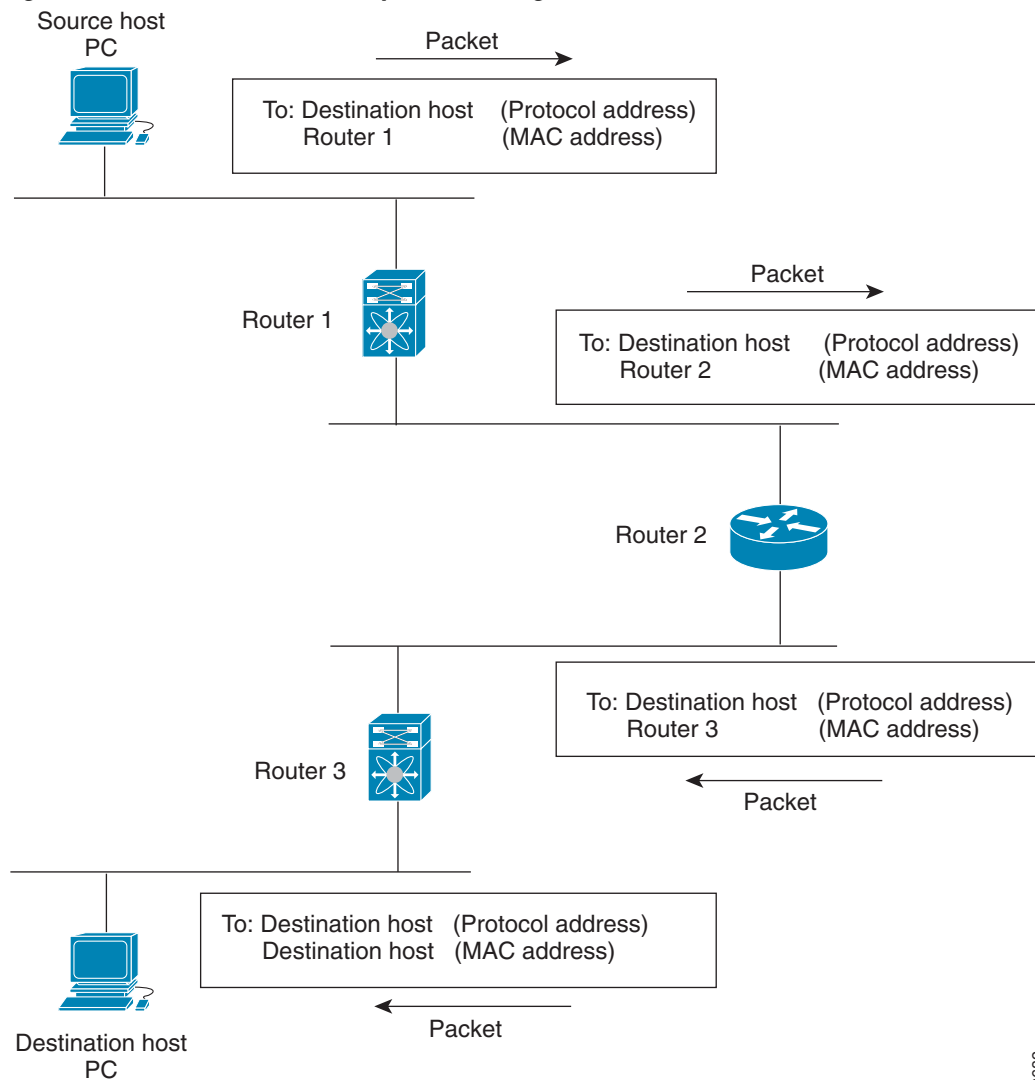 Source host
PC
Packet
To: Destination host (Protocol address)
Router 1 (MAC address)
Router 1
Packet
To: Destination host (Protocol address)
Router 2 (MAC address)
Router 2
To: Destination host (Protocol address)
Router 3 (MAC address)
Router 3
Packet
To: Destination host (Protocol address)
Destination host (MAC address)
Packet
Destination host
PC